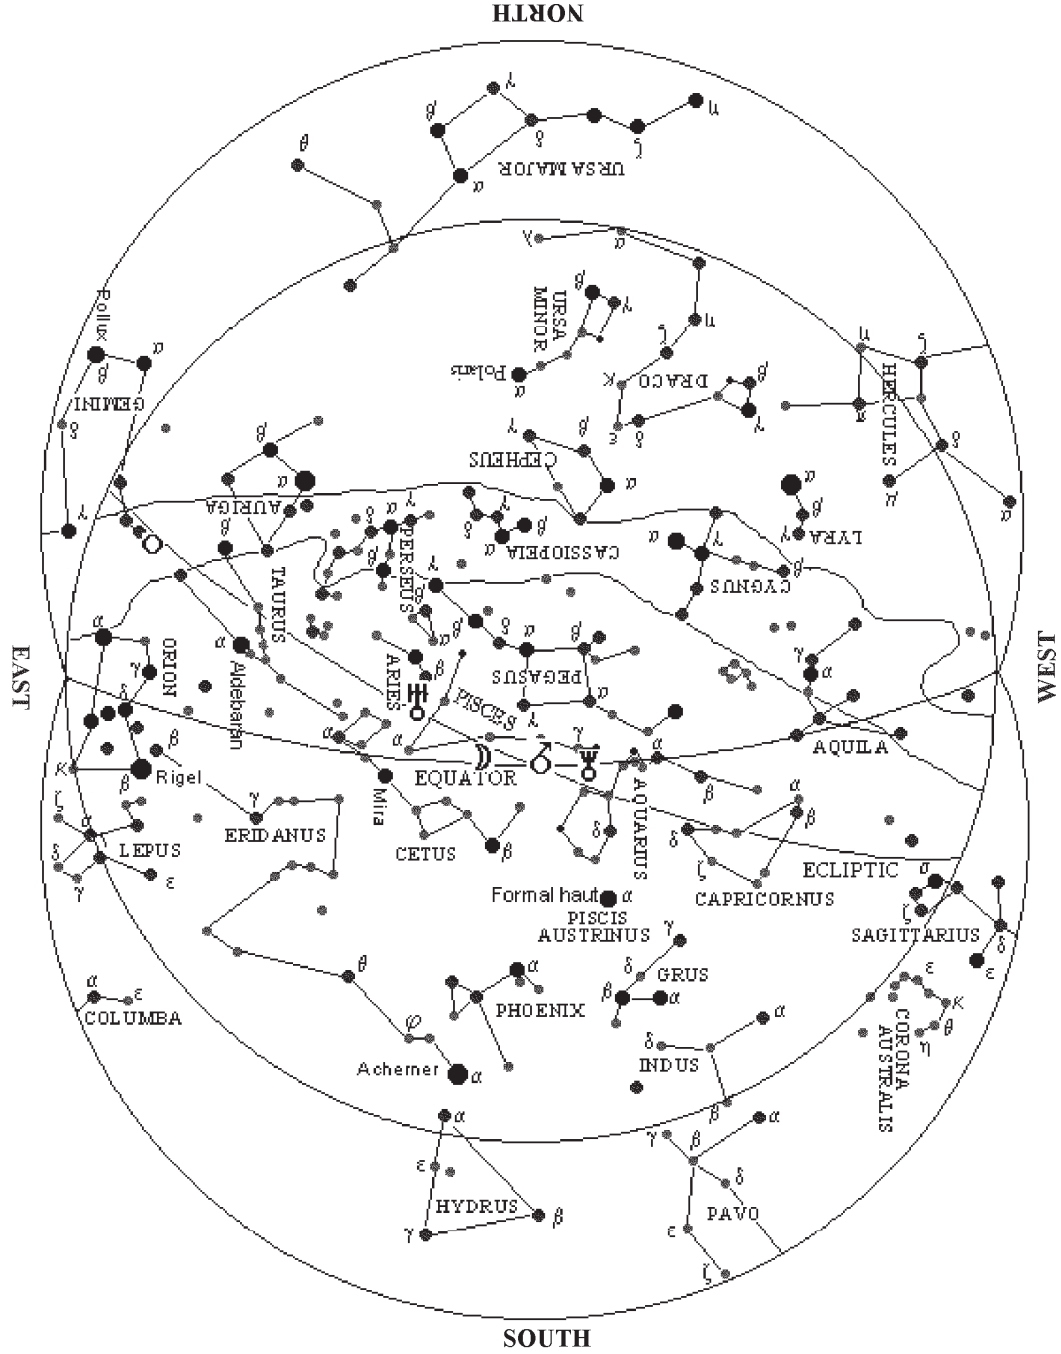 NORTH
γ
β
η
δ
ζ
θ
URSA MAJOR
α
λ
α
β
γ
URSA
MINOR
η
Pollux
α
β
ζ
Polaris
α
κ
DRACO
β
η
ζ
HERCULES
α
GEMINI
δ
ε
δ
γ
β
γ
β
CEPHEUS
δ
α
α
α
μ
AURIGA
γ
β
δ
α
γ
δ
γ
β
α
CASSIOPEIA
α
γ
β
γ
LYRA
α
PERSEUS
β
TAURUS
γ
CYGNUS
β
β
α
β
δ
α
β
EAST
WEST
α
ORION
γ
α
Aldebaran
ARIES
β
PEGASUS
α
γ
α
δ
PISCES
γ
α
α
γ
AQUILA
κ
β
β
Rigel
EQUATOR
α
β
ζ
α
LEPUS
γ
ERIDANUS
Mira
CETUS
β
δ
AQUARIUS
α
β
δ
ζ
CAPRICORNUS
ECLIPTIC
δ
γ
ε
Formal haut
α
PISCIS
AUSTRINUS
σ
ζ
SAGITTARIUS
δ
ε
γ
δ
GRUS
θ
α
PHOENIX
β
α
α
ε
COLUMBA
ε
κ
θ
η
CORONA
AUSTRALIS
φ
α
δ
INDUS
Acherner
α
β
α
γ
β
α
ε
δ
HYDRUS
β
γ
PAVO
ε
ζ
SOUTH